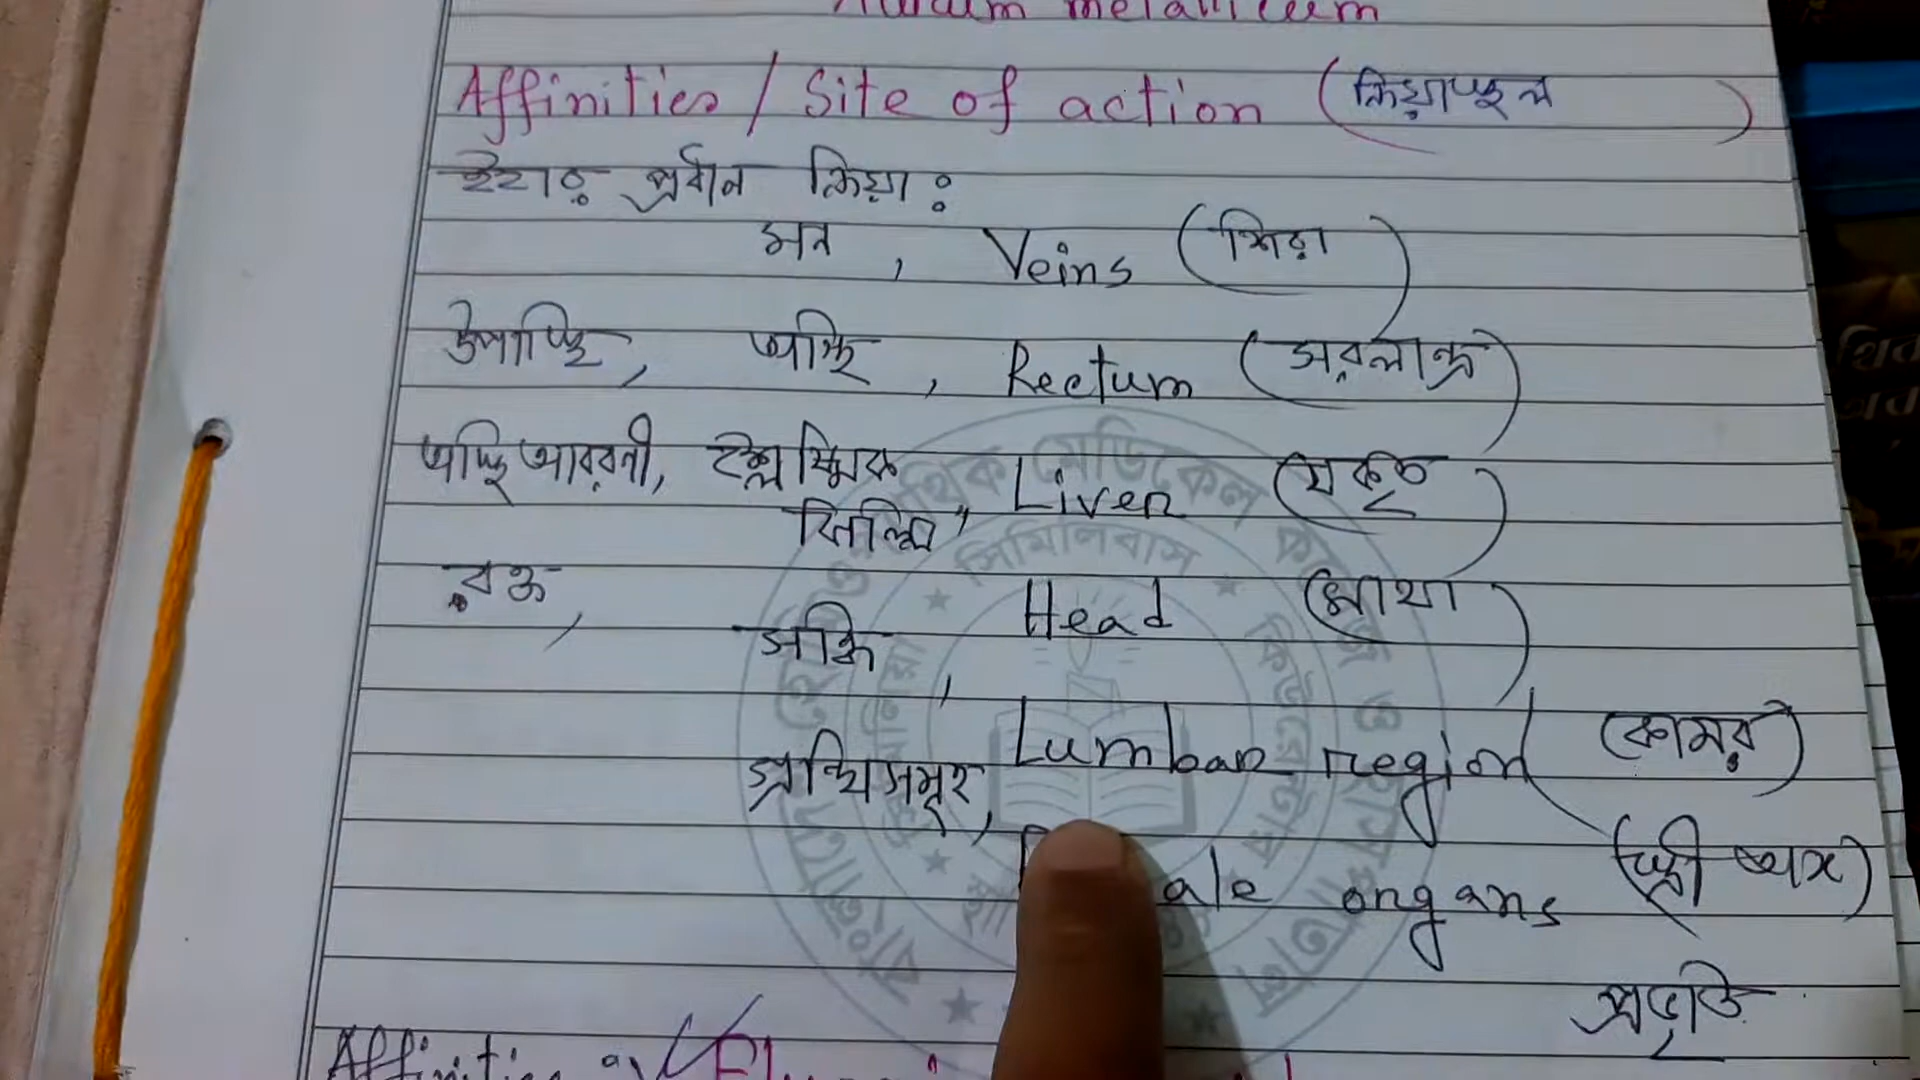 Affinities / Site of action (ক্রিয়াস্থল)
ইহার প্রধান ক্রিয়া :
মন, Veins (শিরা)
উপাস্থি, অস্থি, Rectum (সরলান্ত্র)
অস্থি আবরনী, শ্লৈষ্মিক ঝিল্লি, Liver (যকৃত)
রক্ত, সন্ধি, Head (মাথা)
গ্রন্থিসমূহ, Lumbar region (কোমর)
ale organs (স্ত্রী অঙ্গ)
প্রভৃতি